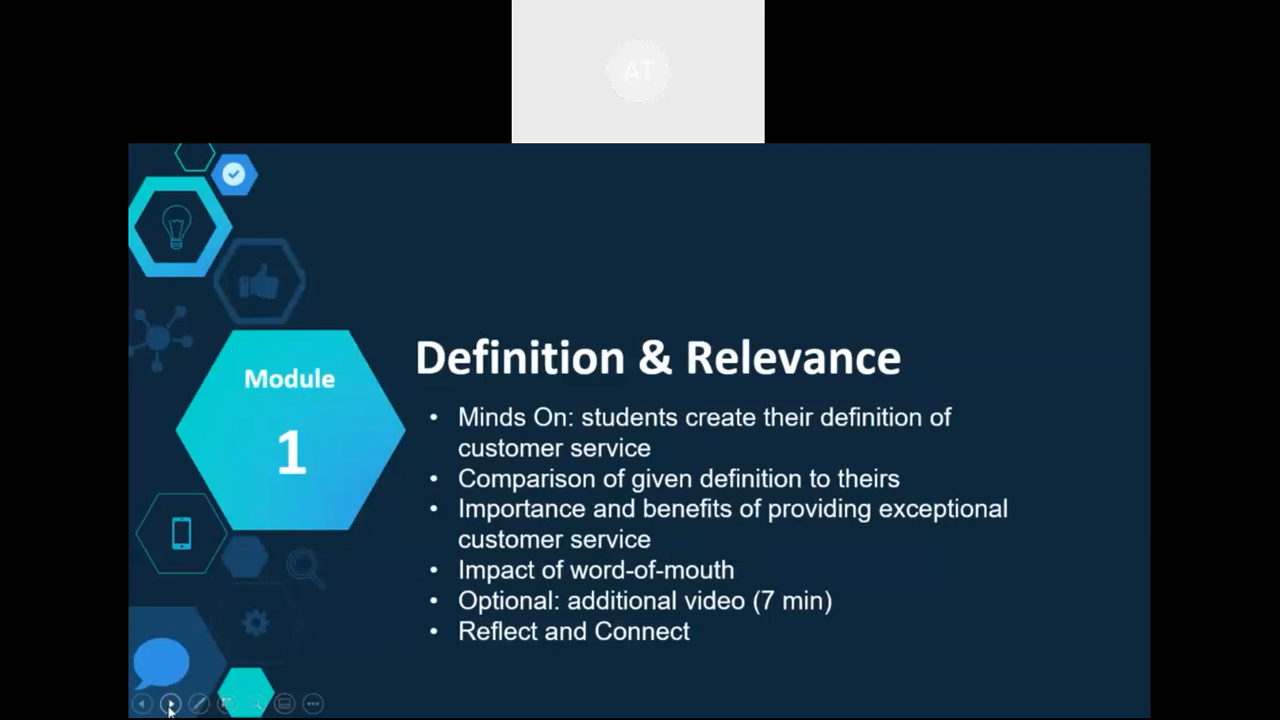 AT
Module
1
Definition & Relevance
• Minds On: students create their definition of
customer service
• Comparison of given definition to theirs
• Importance and benefits of providing exceptional
customer service
• Impact of word-of-mouth
• Optional: additional video (7 min)
• Reflect and Connect